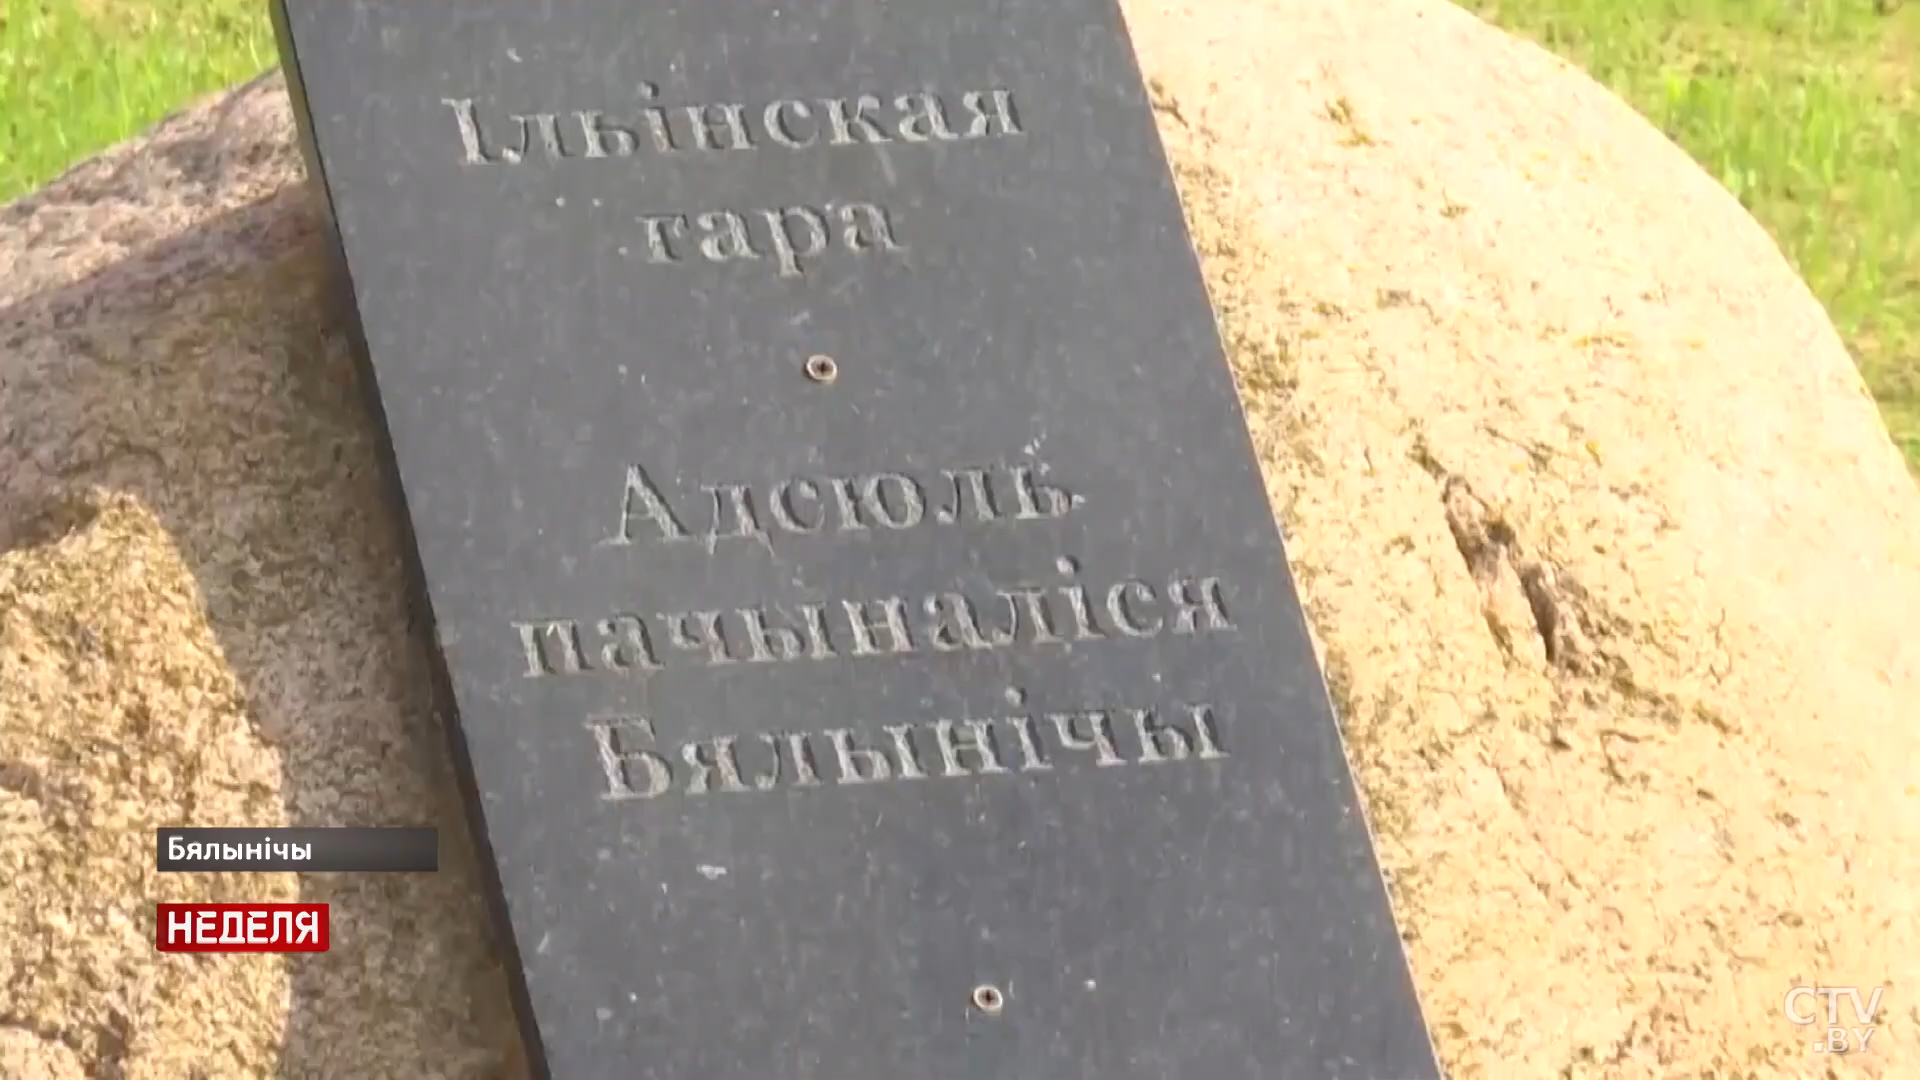 Ільінская
гара
Адсюль
пачыналіся
Бялынічы
Бялынічы
НЕДЕЛЯ
CTV
.BY